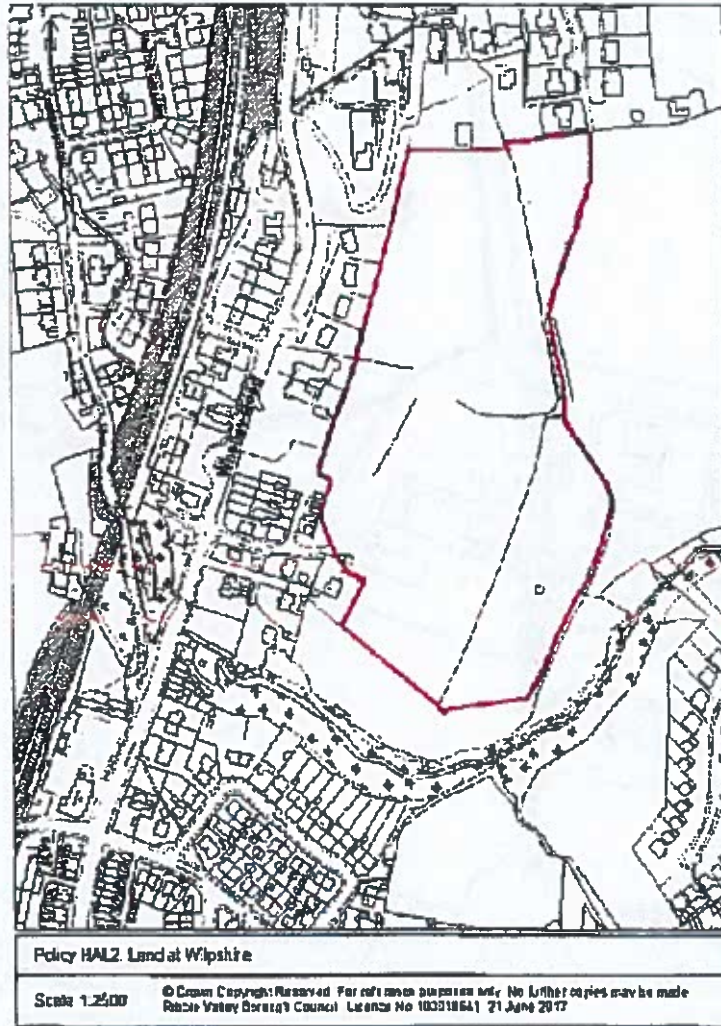 Policy HAL2. Land at Wilpshire
Scale 1:2500
© Crown Copyright Reserved. For reference purposes only. No further copies may be made
Ribble Valley Borough Council Licence No 21 June 2017